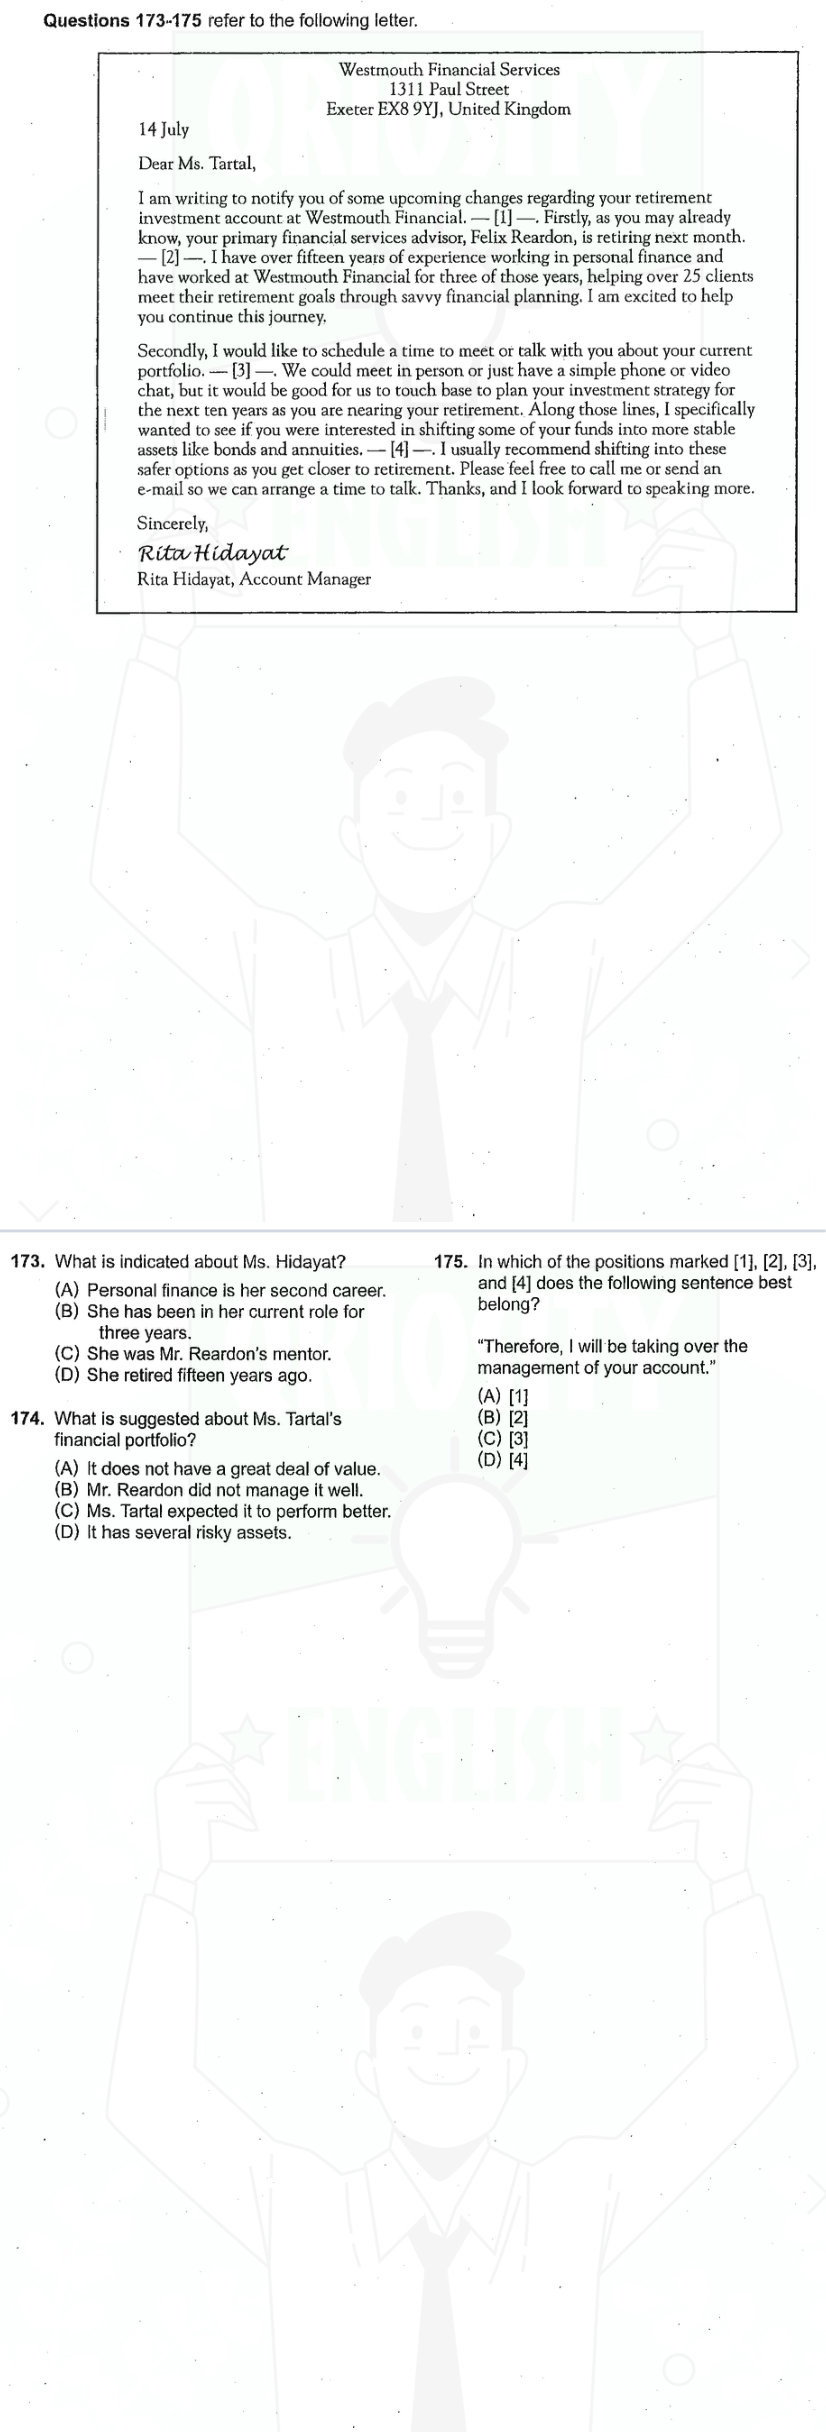 Questions 173-175 refer to the following letter.
Westmouth Financial Services
1311 Paul Street
Exeter EX8 9YJ, United Kingdom
14 July
Dear Ms. Tartal,
I am writing to notify you of some upcoming changes regarding your retirement
investment account at Westmouth Financial. — [1] —. Firstly, as you may already
know, your primary financial services advisor, Felix Reardon, is retiring next month.
— [2] —. I have over fifteen years of experience working in personal finance and
have worked at Westmouth Financial for three of those years, helping over 25 clients
meet their retirement goals through savvy financial planning. I am excited to help
you continue this journey.
Secondly, I would like to schedule a time to meet or talk with you about your current
portfolio. — [3] —. We could meet in person or just have a simple phone or video
chat, but it would be good for us to touch base to plan your investment strategy for
the next ten years as you are nearing your retirement. Along those lines, I specifically
wanted to see if you were interested in shifting some of your funds into more stable
assets like bonds and annuities. — [4] —. I usually recommend shifting into these
safer options as you get closer to retirement. Please feel free to call me or send an
e-mail so we can arrange a time to talk. Thanks, and I look forward to speaking more.
Sincerely,
Rita Hidayat
Rita Hidayat, Account Manager
QRIOSITY
ENGLISH
173. What is indicated about Ms. Hidayat?
(A) Personal finance is her second career.
(B) She has been in her current role for
three years.
(C) She was Mr. Reardon's mentor.
(D) She retired fifteen years ago.
174. What is suggested about Ms. Tartal's
financial portfolio?
(A) It does not have a great deal of value.
(B) Mr. Reardon did not manage it well.
(C) Ms. Tartal expected it to perform better.
(D) It has several risky assets.
175. In which of the positions marked [1], [2], [3],
and [4] does the following sentence best
belong?
"Therefore, I will be taking over the
management of your account."
(A) [1]
(B) [2]
(C) [3]
(D) [4]
QRIOSITY
ENGLISH